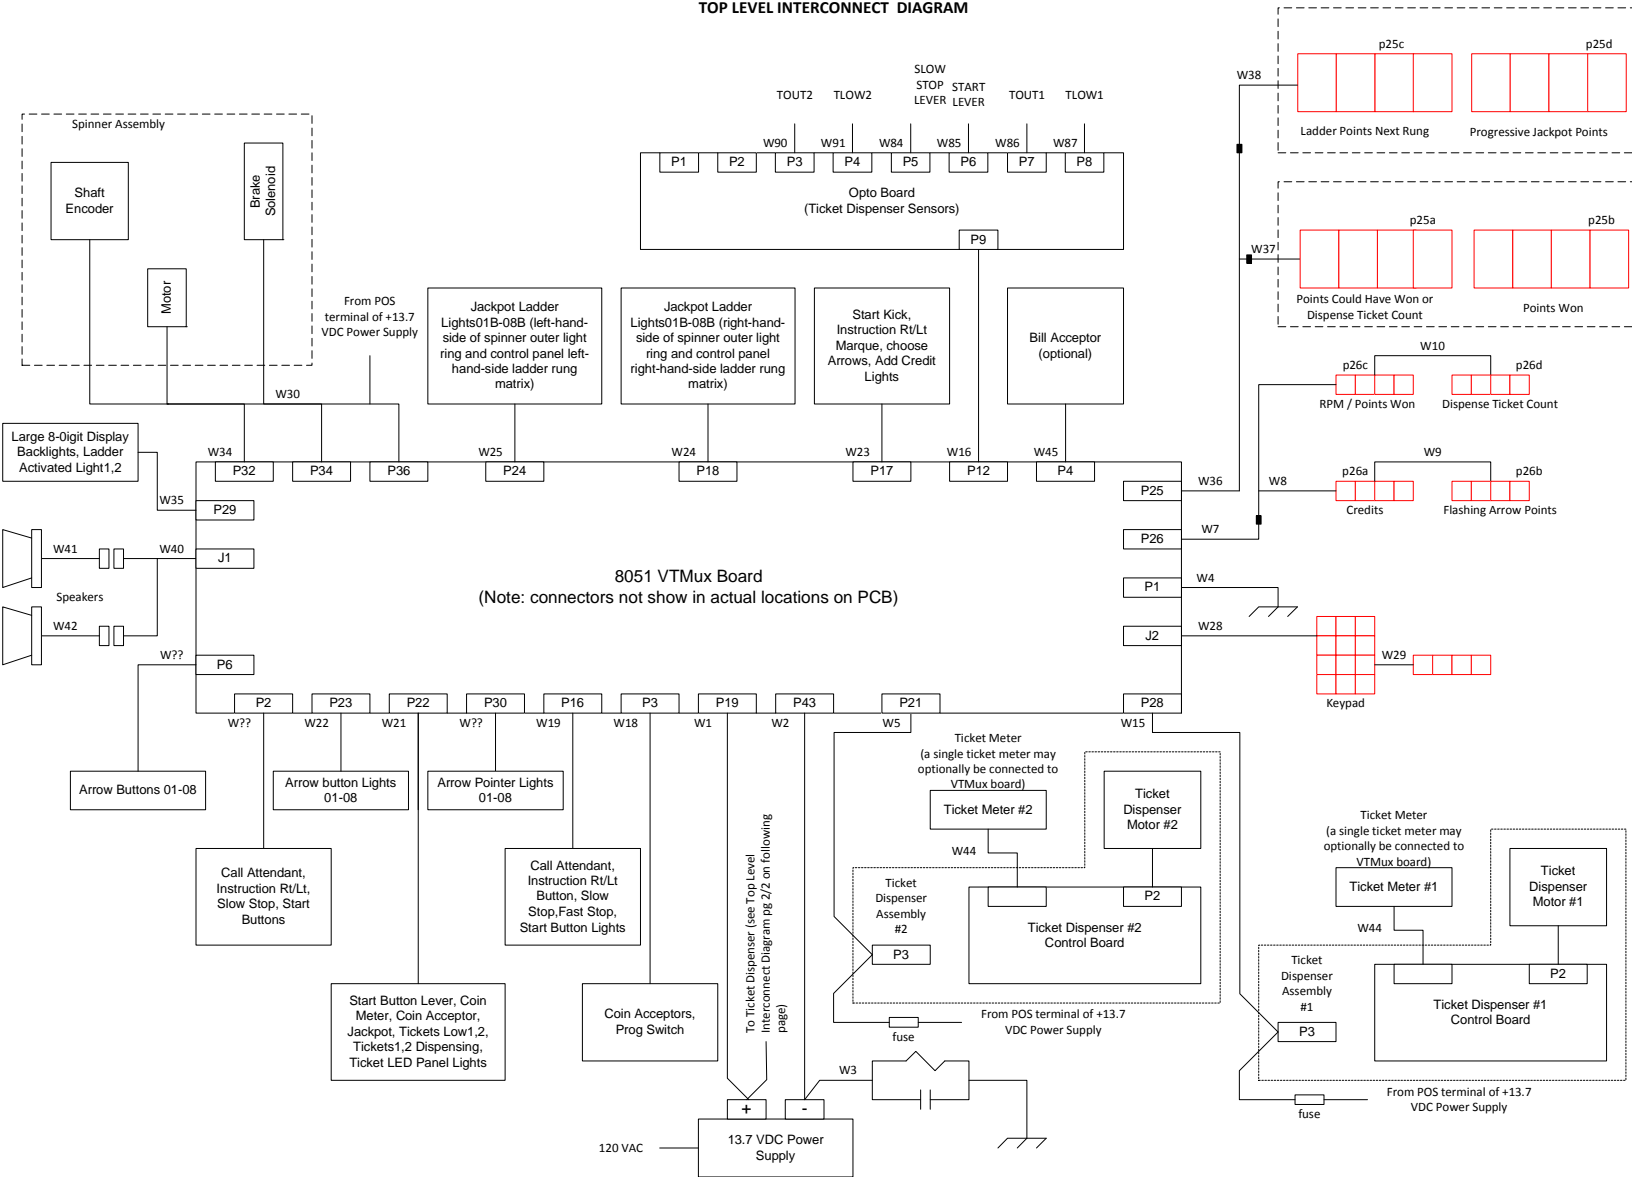 TOP LEVEL INTERCONNECT  DIAGRAM
Spinner Assembly
Shaft
Encoder
Brake
Solenoid
Motor
From POS
terminal of +13.7
VDC Power Supply
W30
TOUT2
TLOW2
SLOW
STOP
LEVER
START
LEVER
TOUT1
TLOW1
W90
W91
W84
W85
W86
W87
P1
P2
P3
P4
P5
P6
P7
P8
Opto Board
(Ticket Dispenser Sensors)
P9
W38
p25c
p25d
Ladder Points Next Rung
Progressive Jackpot Points
W37
p25a
p25b
Points Could Have Won or
Dispense Ticket Count
Points Won
W10
p26c
p26d
RPM / Points Won
Dispense Ticket Count
W9
W8
p26a
p26b
Credits
Flashing Arrow Points
Jackpot Ladder
Lights01B-08B (left-hand-
side of spinner outer light
ring and control panel left-
hand-side ladder rung
matrix)
Jackpot Ladder
Lights01B-08B (right-hand-
side of spinner outer light
ring and control panel
right-hand-side ladder rung
matrix)
Start Kick,
Instruction Rt/Lt
Marque, choose
Arrows, Add Credit
Lights
Bill Acceptor
(optional)
Large 8-0igit Display
Backlights, Ladder
Activated Light1,2
W34
W25
W24
W23
W16
W45
P32
P34
P36
P24
P18
P17
P12
P4
W35
P29
W41
W40
J1
Speakers
W42
W??
P6
8051 VTMux Board
(Note: connectors not show in actual locations on PCB)
P25
W36
P26
W7
P1
W4
J2
W28
W29
Keypad
P2
P23
P22
P30
P16
P3
P19
P43
P21
P28
W??
W22
W21
W??
W19
W18
W1
W2
W5
W15
Arrow Buttons 01-08
Arrow button Lights
01-08
Arrow Pointer Lights
01-08
Call Attendant,
Instruction Rt/Lt,
Slow Stop, Start
Buttons
Call Attendant,
Instruction Rt/Lt
Button, Slow
Stop,Fast Stop,
Start Button Lights
Start Button Lever, Coin
Meter, Coin Acceptor,
Jackpot, Tickets Low1,2,
Tickets1,2 Dispensing,
Ticket LED Panel Lights
Coin Acceptors,
Prog Switch
To Ticket Dispenser (see Top Level
Interconnect Diagram pg 2/2 on following
page)
Ticket Meter
(a single ticket meter may
optionally be connected to
VTMux board)
Ticket Meter #2
W44
Ticket
Dispenser
Motor #2
Ticket
Dispenser
Assembly
#2
P3
P2
Ticket Dispenser #2
Control Board
From POS terminal of +13.7
VDC Power Supply
fuse
Ticket Meter
(a single ticket meter may
optionally be connected to
VTMux board)
Ticket Meter #1
W44
Ticket
Dispenser
Motor #1
Ticket
Dispenser
Assembly
#1
P3
P2
Ticket Dispenser #1
Control Board
From POS terminal of +13.7
VDC Power Supply
fuse
W3
+
-
120 VAC
13.7 VDC Power
Supply